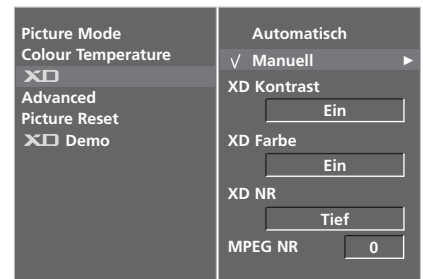 Picture Mode
Colour Temperature
XD
Advanced
Picture Reset
XD Demo
Automatisch
√ Manuell ►
XD Kontrast
Ein
XD Farbe
Ein
XD NR
Tief
MPEG NR 0